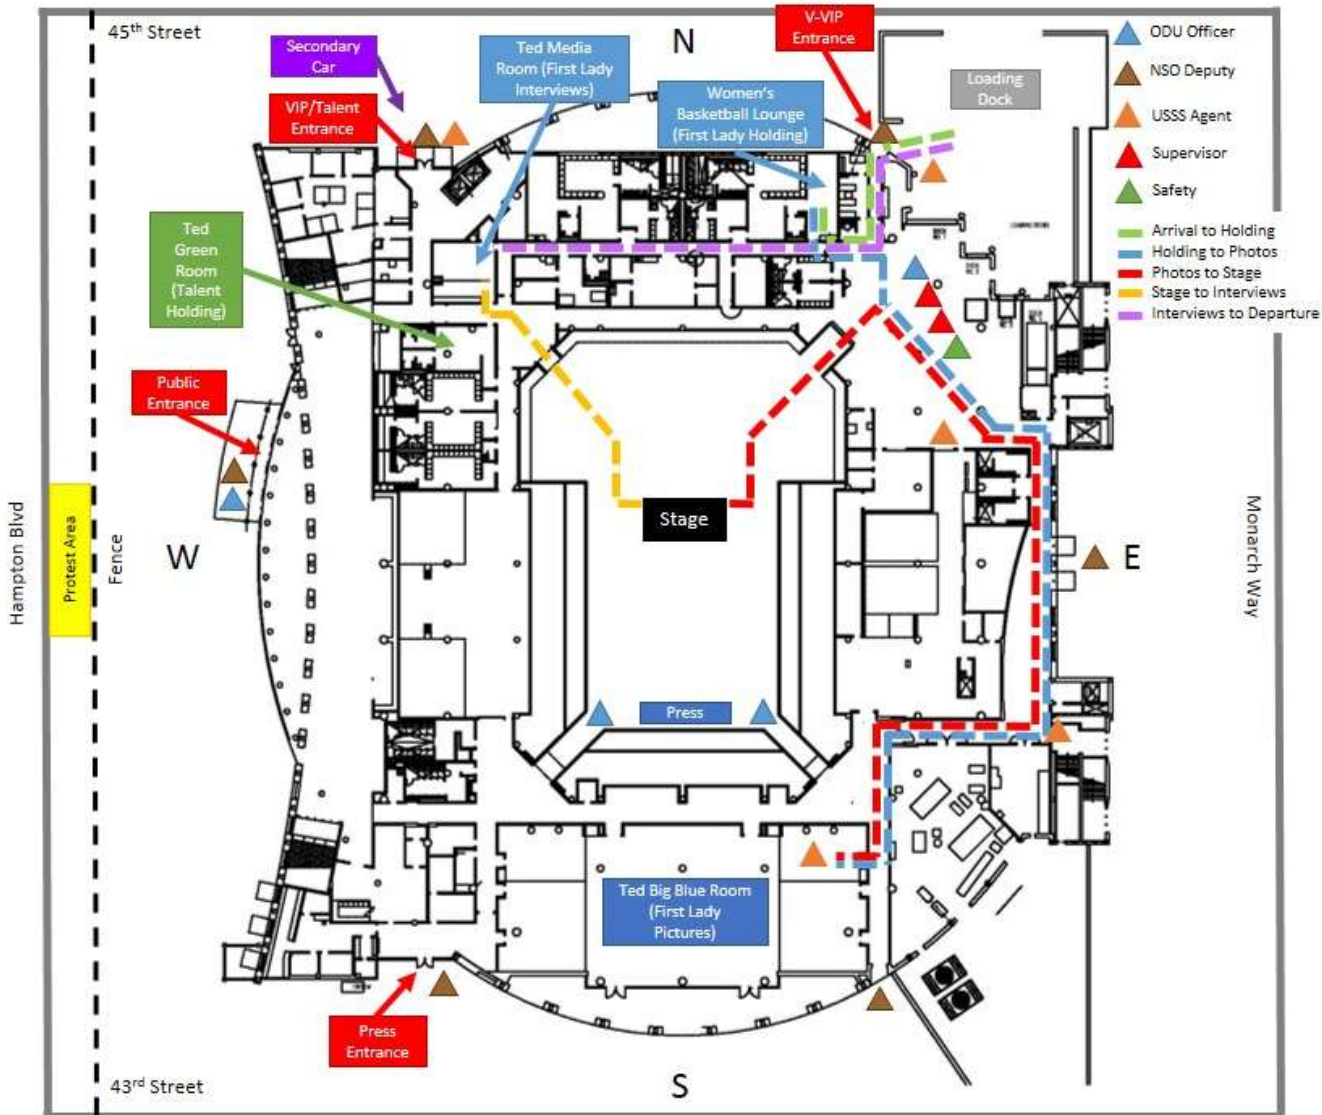 45th Street
N
Secondary
Car
VIP/Talent
Entrance
Ted Media
Room (First Lady
Interviews)
Women's
Basketball Lounge
(First Lady Holding)
V-VIP
Entrance
Loading
Dock
ODU Officer
NSO Deputy
USSS Agent
Supervisor
Safety
Arrival to Holding
Holding to Photos
Photos to Stage
Stage to Interviews
Interviews to Departure
Ted
Green
Room
(Talent
Holding)
Public
Entrance
Hampton Blvd
Protest Area
Fence
W
Stage
E
Monarch Way
Press
Ted Big Blue Room
(First Lady
Pictures)
Press
Entrance
43rd Street
S